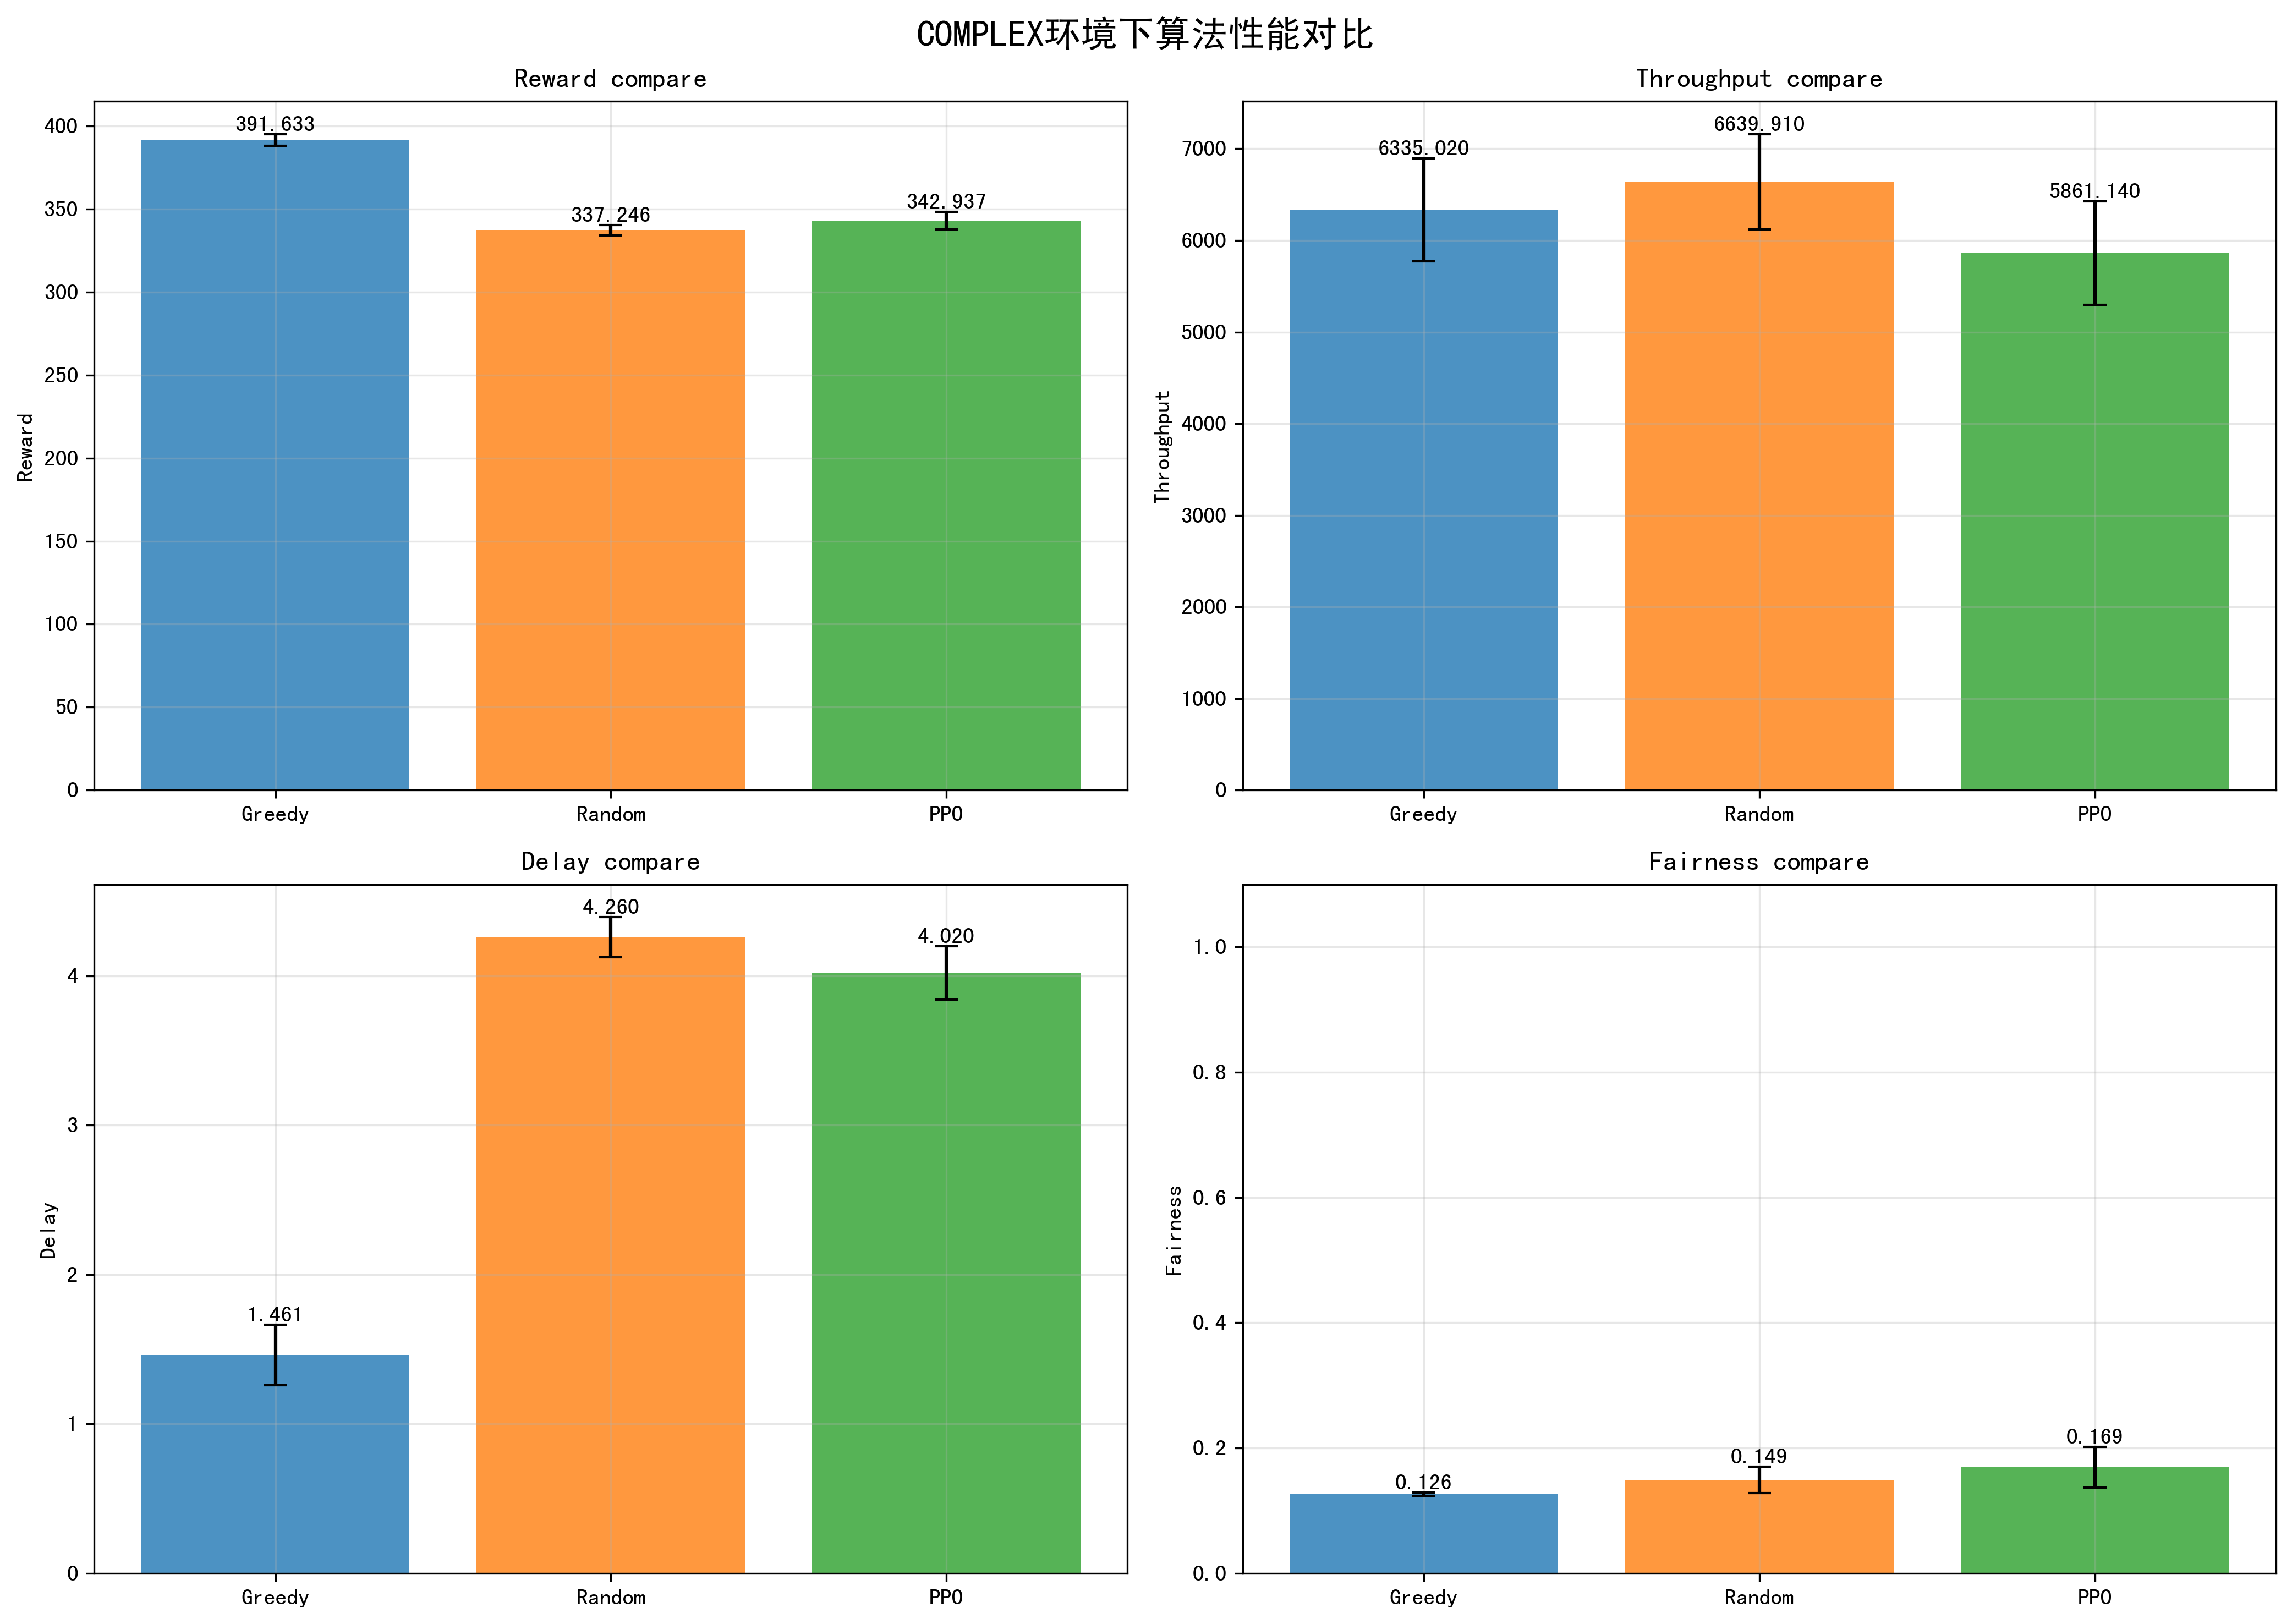 COMPLEX环境下算法性能对比
Reward compare
400
350
300
250
200
150
100
50
0
Reward
391.633
337.246
342.937
Greedy
Random
PPO
Throughput compare
7000
6000
5000
4000
3000
2000
1000
0
Throughput
6335.020
6639.910
5861.140
Greedy
Random
PPO
Delay compare
4
3
2
1
0
Delay
1.461
4.260
4.020
Greedy
Random
PPO
Fairness compare
1.0
0.8
0.6
0.4
0.2
0.0
Fairness
0.126
0.149
0.169
Greedy
Random
PPO